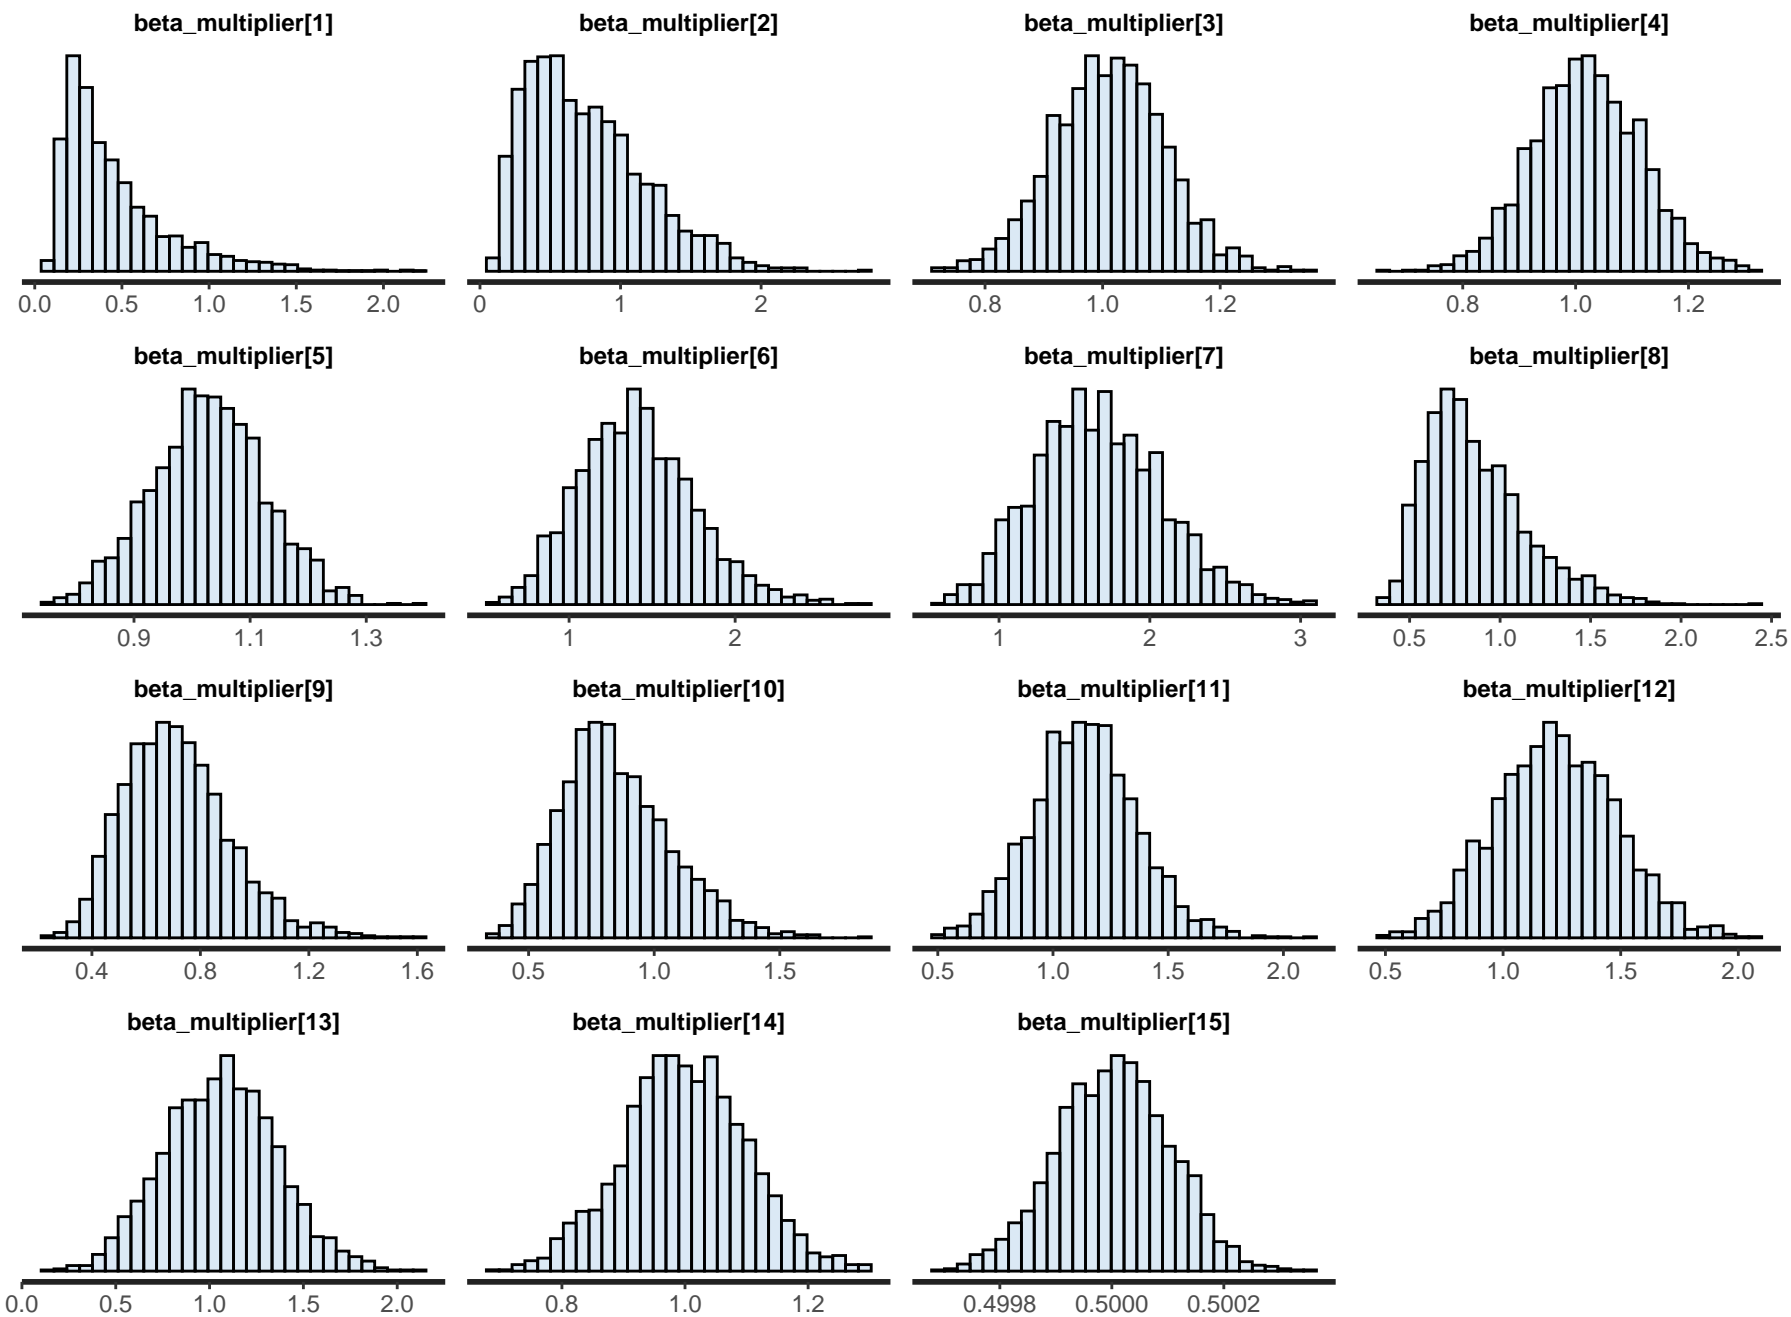 beta_multiplier[1] beta_multiplier[2] beta_multiplier[3] beta_multiplier[4]
0.0 0.5 1.0 1.5 2.0 0 1 2 0.8 1.0 1.2 0.8 1.0 1.2
beta_multiplier[5] beta_multiplier[6] beta_multiplier[7] beta_multiplier[8]
0.9 1.1 1.3 1 2 1 2 3 0.5 1.0 1.5 2.0 2.5
beta_multiplier[9] beta_multiplier[10] beta_multiplier[11] beta_multiplier[12]
0.4 0.8 1.2 1.6 0.5 1.0 1.5 0.5 1.0 1.5 2.0 0.5 1.0 1.5 2.0
beta_multiplier[13] beta_multiplier[14] beta_multiplier[15]
0.0 0.5 1.0 1.5 2.0 0.8 1.0 1.2 0.4998 0.5000 0.5002